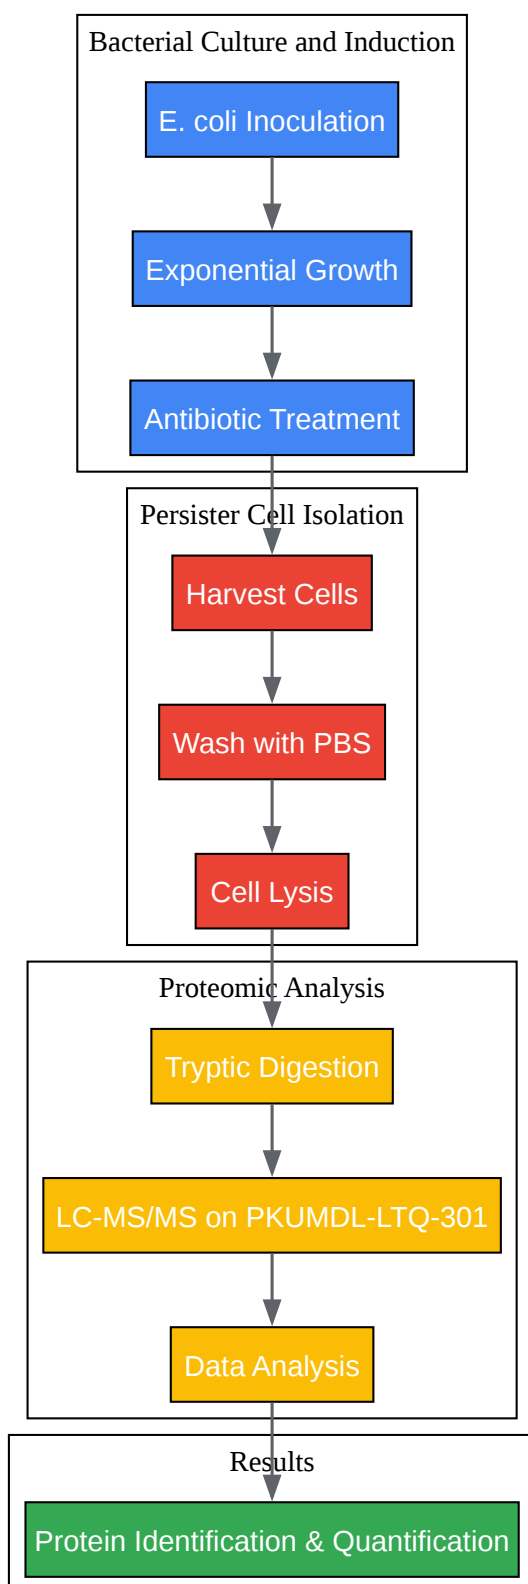 Bacterial Culture and Induction
E. coli Inoculation
Exponential Growth
Antibiotic Treatment
Persister Cell Isolation
Harvest Cells
Wash with PBS
Cell Lysis
Proteomic Analysis
Tryptic Digestion
LC-MS/MS on PKUMDL-LTQ-301
Data Analysis
Results
Protein Identification & Quantification